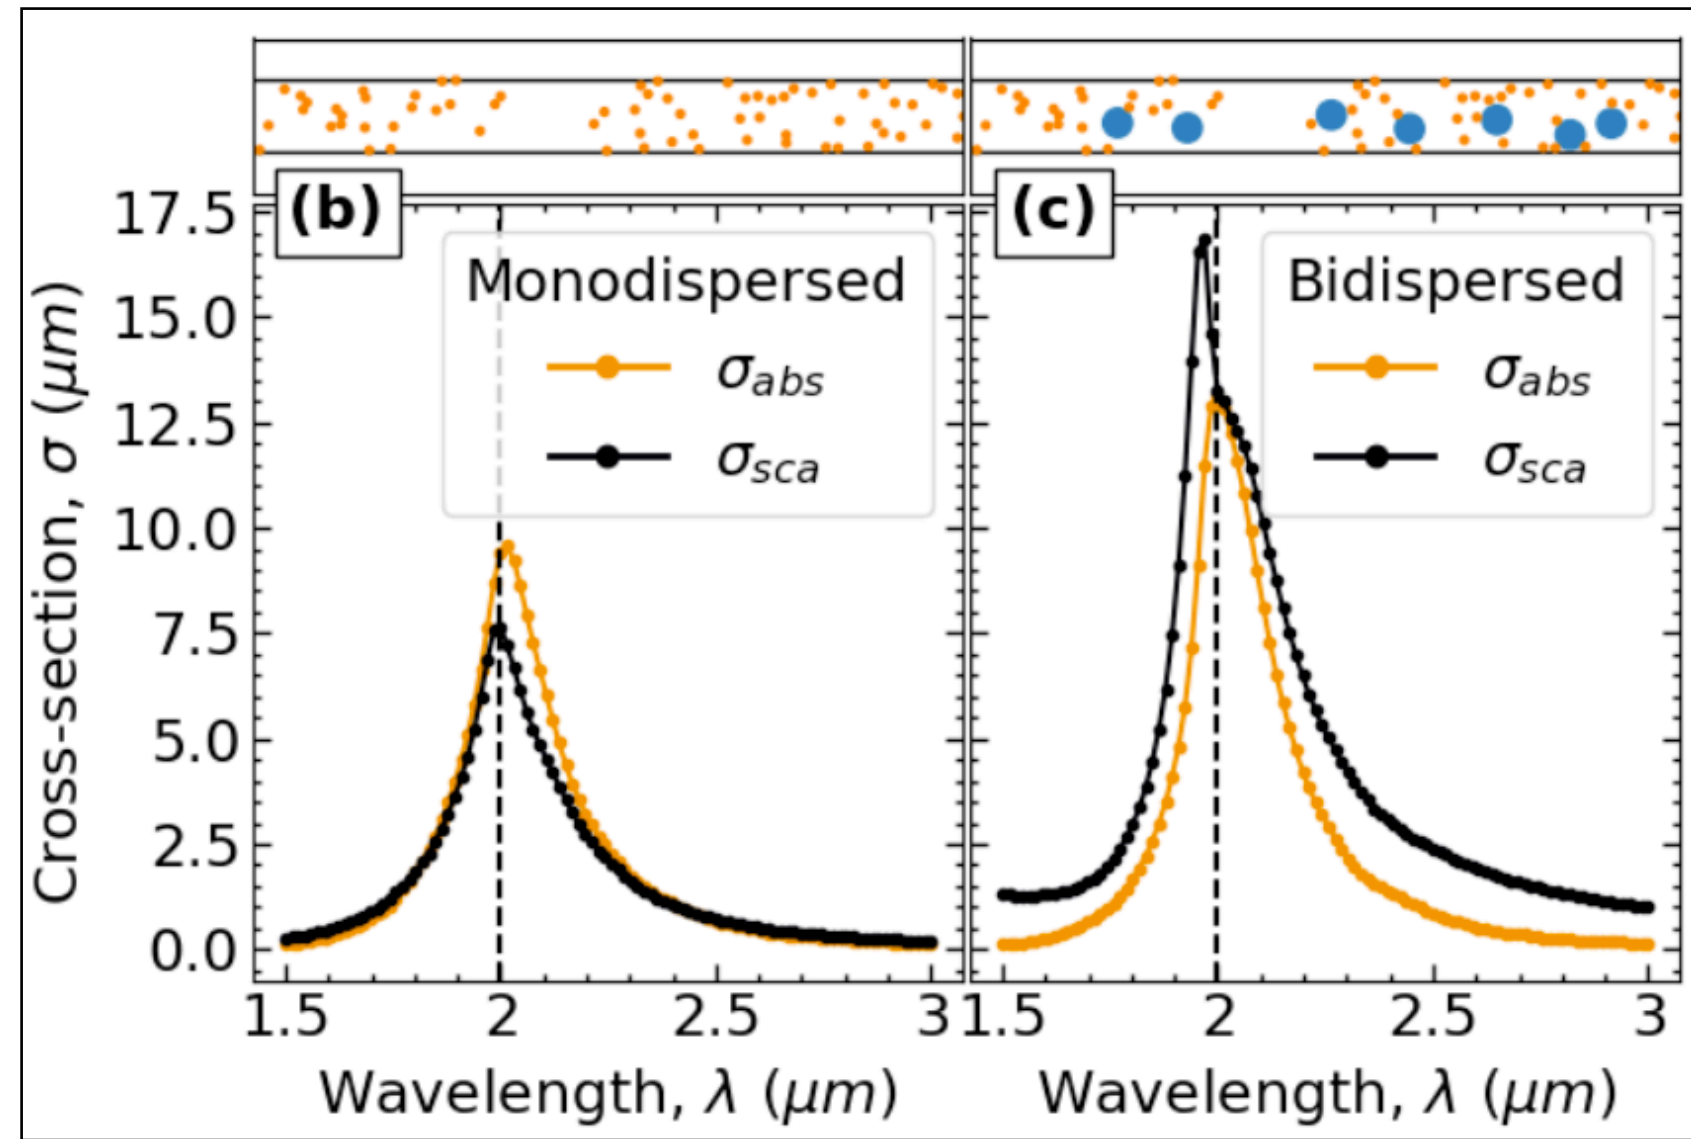 (b)
(c)
17.5
15.0
12.5
10.0
7.5
5.0
2.5
0.0
Cross-section, σ (μm)
Monodispersed
σabs
σsca
Bidispersed
σabs
σsca
1.5 2 2.5 3
1.5 2 2.5 3
Wavelength, λ (μm)
Wavelength, λ (μm)